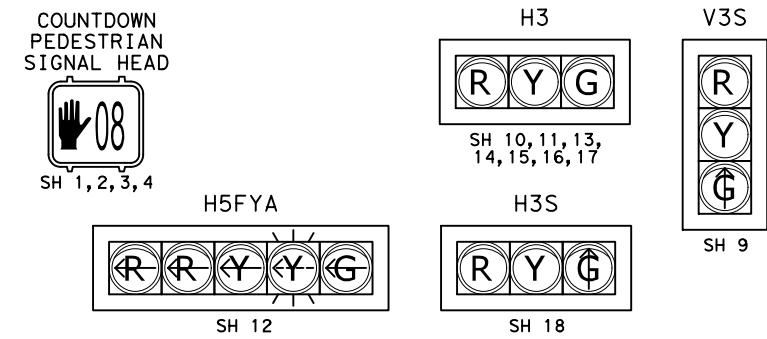 COUNTDOWN
PEDESTRIAN
SIGNAL HEAD
08
SH 1,2,3,4
H3
R Y G
SH 10,11,13,
14,15,16,17
V3S
R
Y
G
SH 9
H5FYA
R R Y Y G
SH 12
H3S
R Y G
SH 18